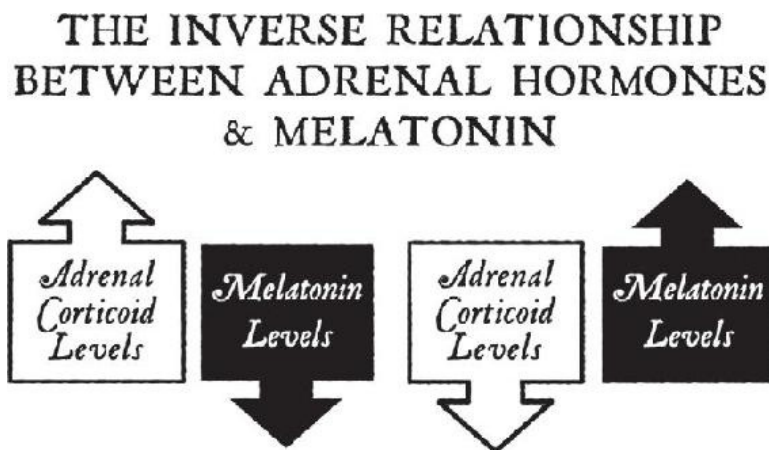 THE INVERSE RELATIONSHIP
BETWEEN ADRENAL HORMONES
& MELATONIN
Adrenal
Corticoid
Levels
Melatonin
Levels
Adrenal
Corticoid
Levels
Melatonin
Levels